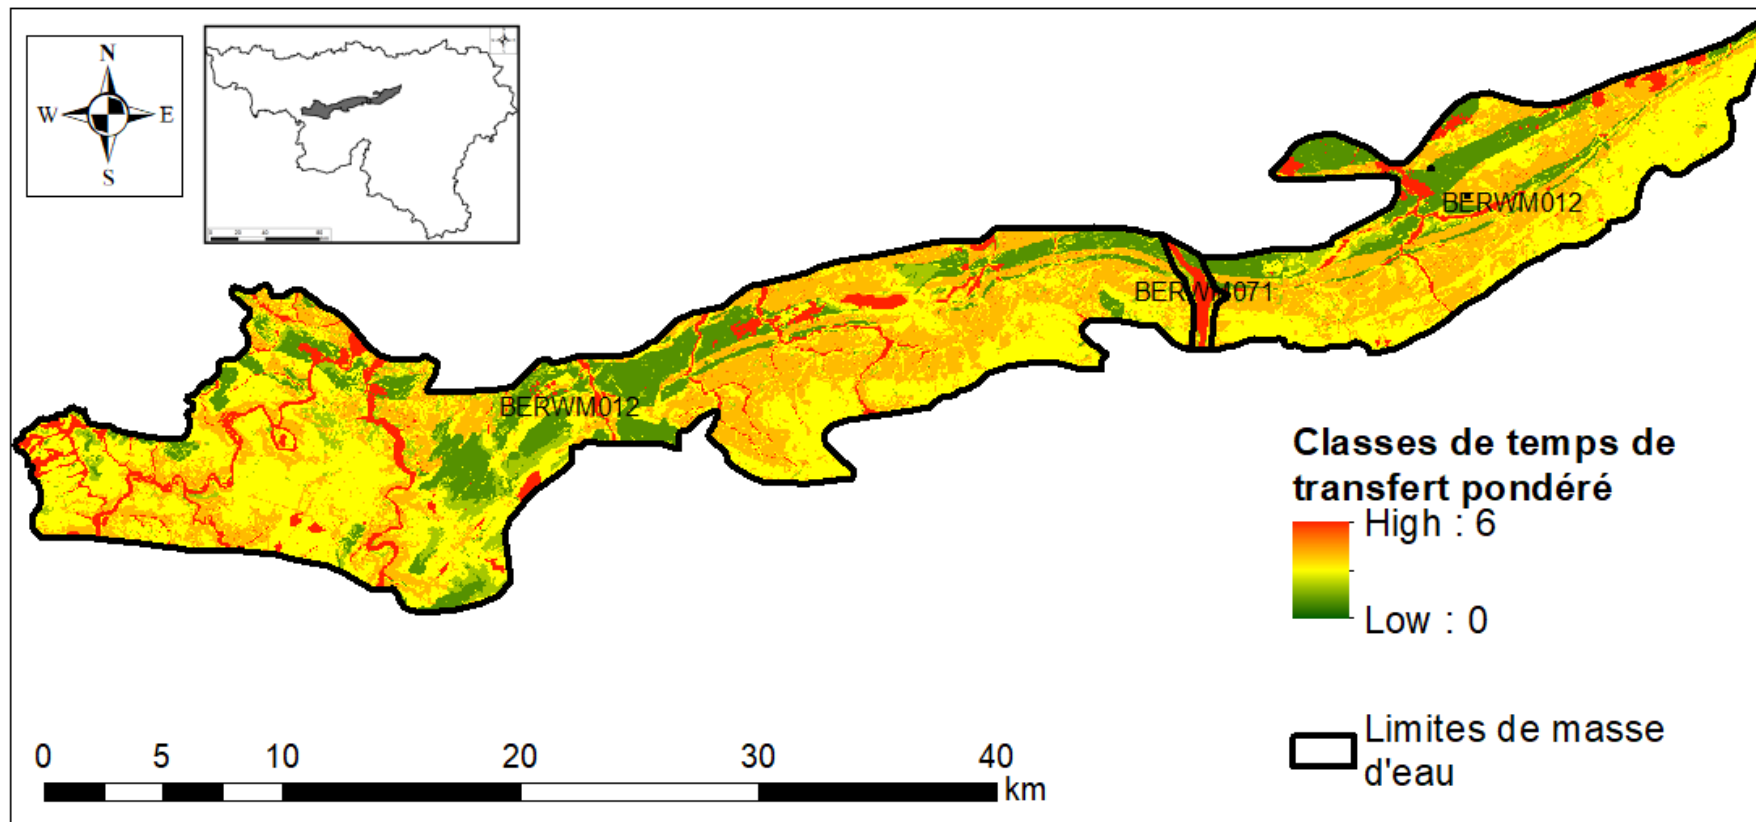 N
W E
S
BERWM012
BERWM071
BERWM012
Classes de temps de
transfert pondéré
High : 6
Low : 0
Limites de masse
d'eau
0 5 10 20 30 40
km